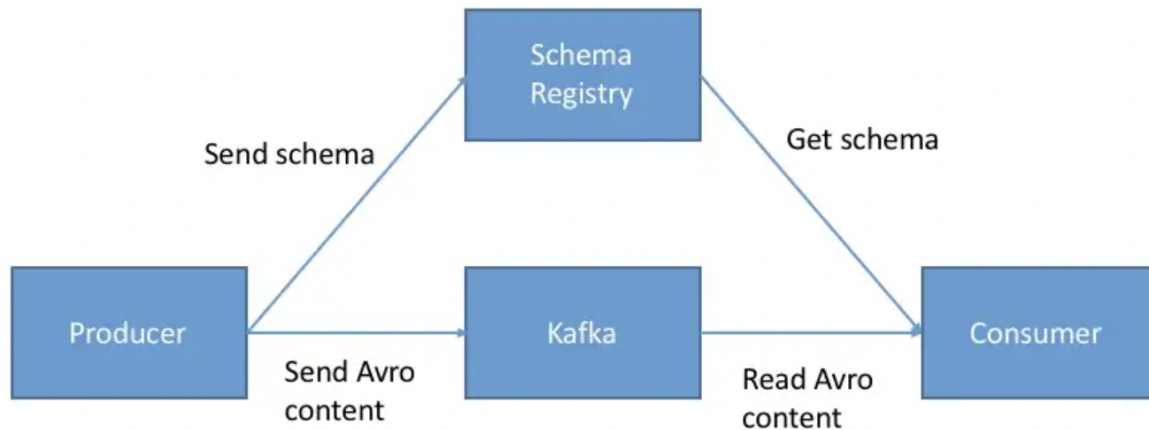 Schema
Registry
Send schema
Get schema
Producer
Kafka
Consumer
Send Avro
content
Read Avro
content